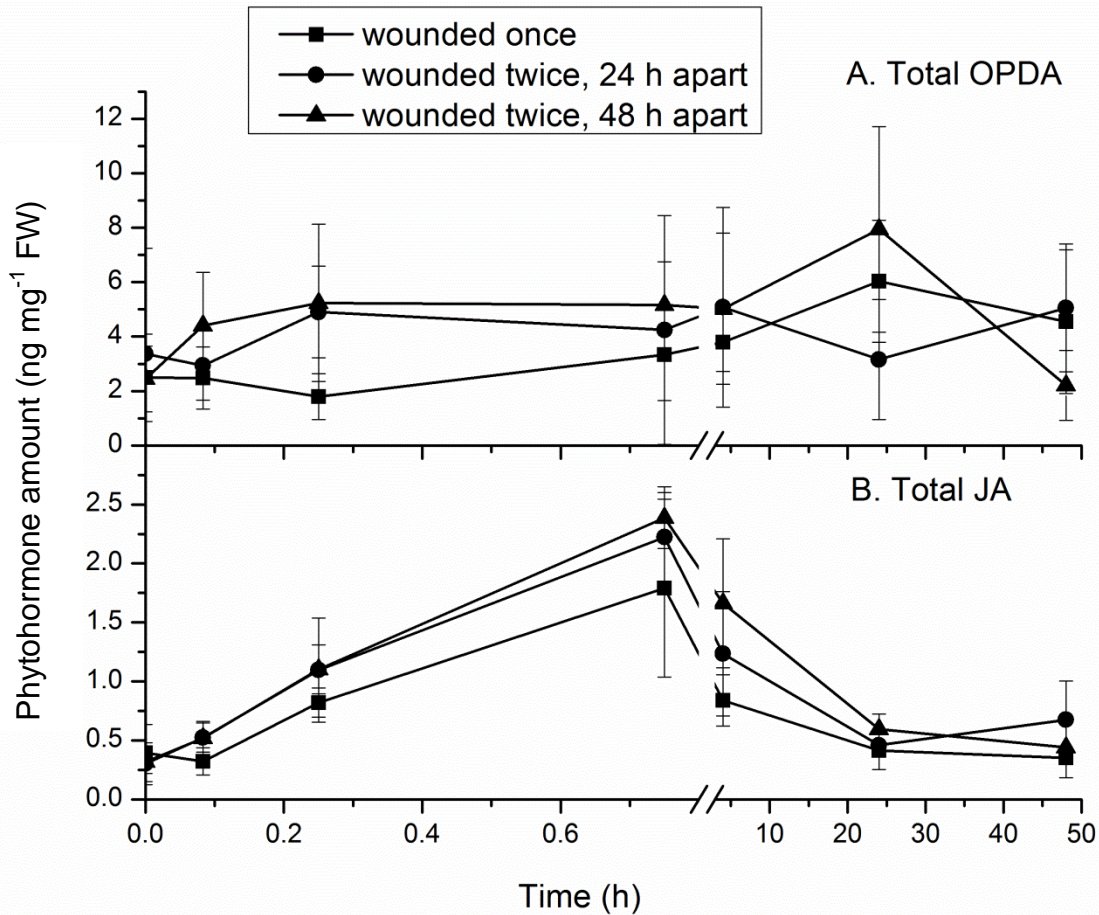 wounded once
wounded twice, 24 h apart
wounded twice, 48 h apart
A. Total OPDA
12
10
8
6
4
2
0
Phytohormone amount (ng mg⁻¹ FW)
B. Total JA
2.5
2.0
1.5
1.0
0.5
0.0
0.0 0.2 0.4 0.6 10 20 30 40 50
Time (h)